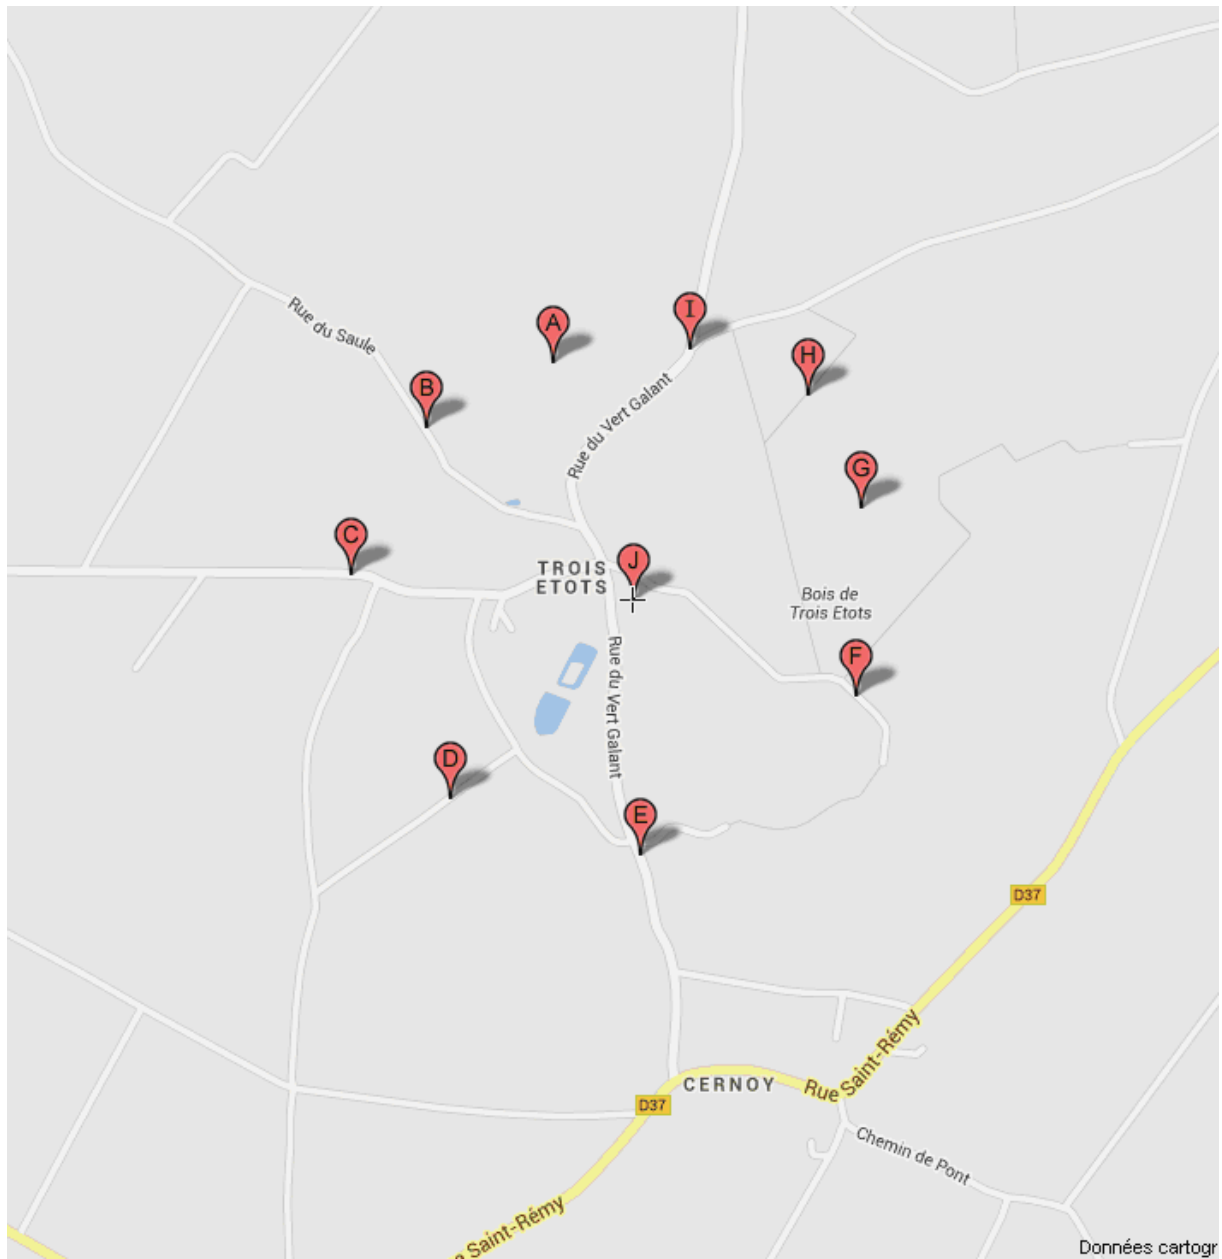 Rue du Saule
I
A
H
B
Rue du Vert Galant
G
C
J
TROIS
ETOTS
Bois de
Trois Etots
F
Rue du Vert Galant
D
E
D37
Rue Saint-Rémy
CERNOY
D37
Chemin de Pont
e Saint-Rémy
Données cartogr